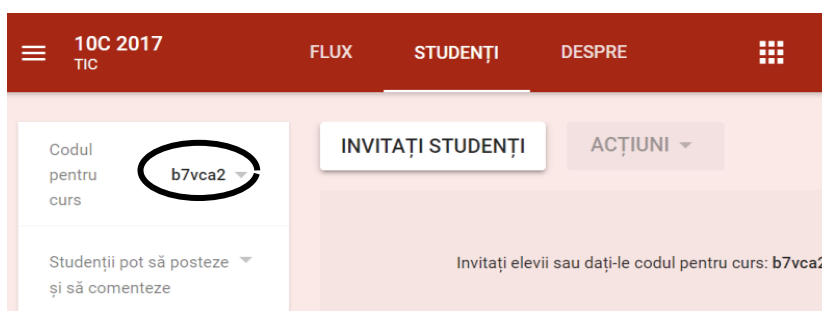 10C 2017
TIC
FLUX STUDENȚI DESPRE
INVITAȚI STUDENȚI ACȚIUNI
Codul
pentru
curs
b7vca2
Studenții pot să posteze
și să comenteze
Invitați elevii sau dați-le codul pentru curs: b7vca2